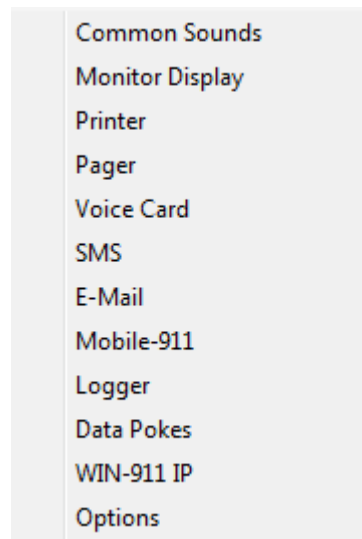 Common Sounds
Monitor Display
Printer
Pager
Voice Card
SMS
E-Mail
Mobile-911
Logger
Data Pokes
WIN-911 IP
Options